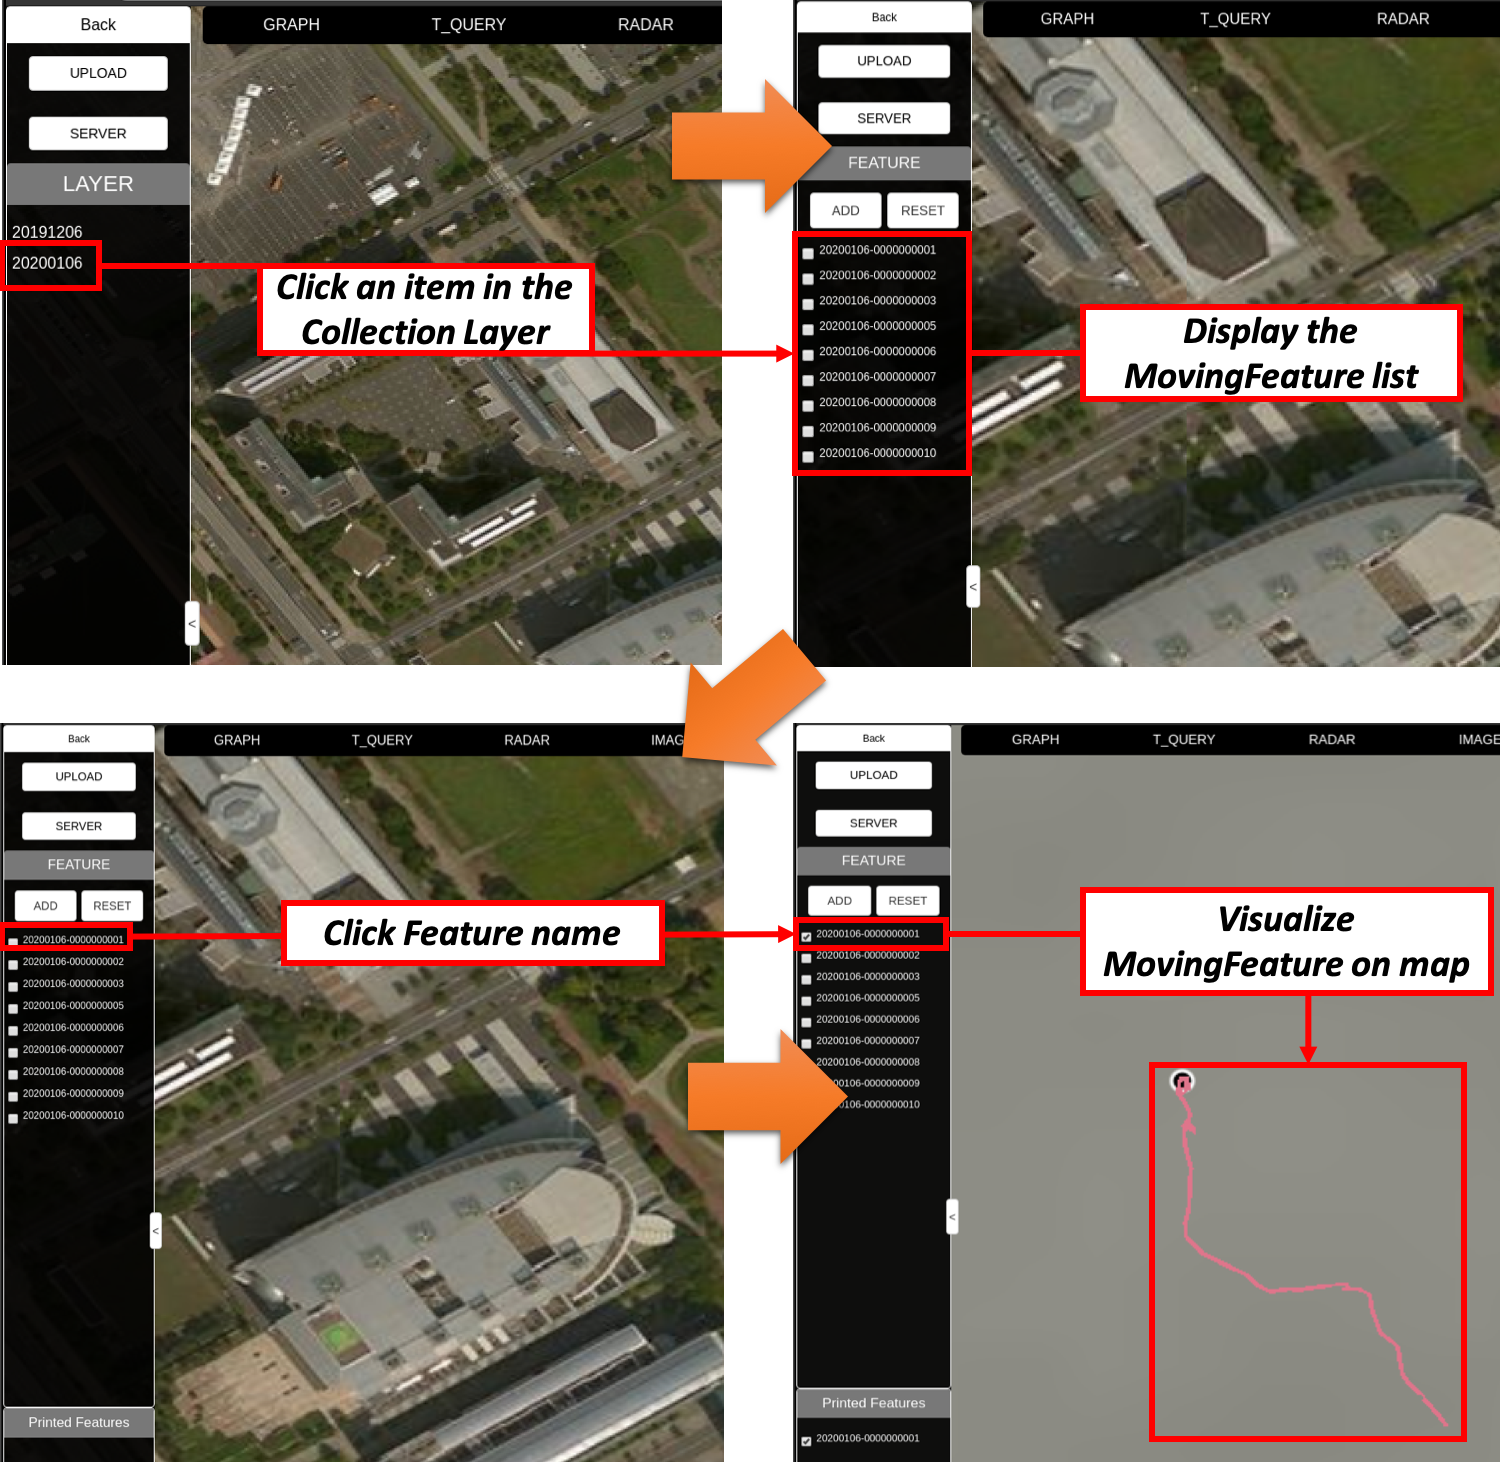 Back
GRAPH
T_QUERY
RADAR
UPLOAD
SERVER
LAYER
20191206
20200106
Click an item in the
Collection Layer
Back
GRAPH
T_QUERY
RADAR
UPLOAD
SERVER
FEATURE
ADD
RESET
20200106-0000000001
20200106-0000000002
20200106-0000000003
20200106-0000000005
20200106-0000000006
20200106-0000000007
20200106-0000000008
20200106-0000000009
20200106-0000000010
Display the
MovingFeature list
<
<
Back
GRAPH
T_QUERY
RADAR
IMAG
UPLOAD
SERVER
FEATURE
ADD
RESET
20200106-0000000001
20200106-0000000002
20200106-0000000003
20200106-0000000005
20200106-0000000006
20200106-0000000007
20200106-0000000008
20200106-0000000009
20200106-0000000010
Click Feature name
<
Printed Features
Back
GRAPH
T_QUERY
RADAR
IMAGE
UPLOAD
SERVER
FEATURE
ADD
RESET
20200106-0000000001
20200106-0000000002
20200106-0000000003
20200106-0000000005
20200106-0000000006
20200106-0000000007
0106-0000000008
00106-0000000009
0106-0000000010
Visualize
MovingFeature on map
<
Printed Features
20200106-0000000001